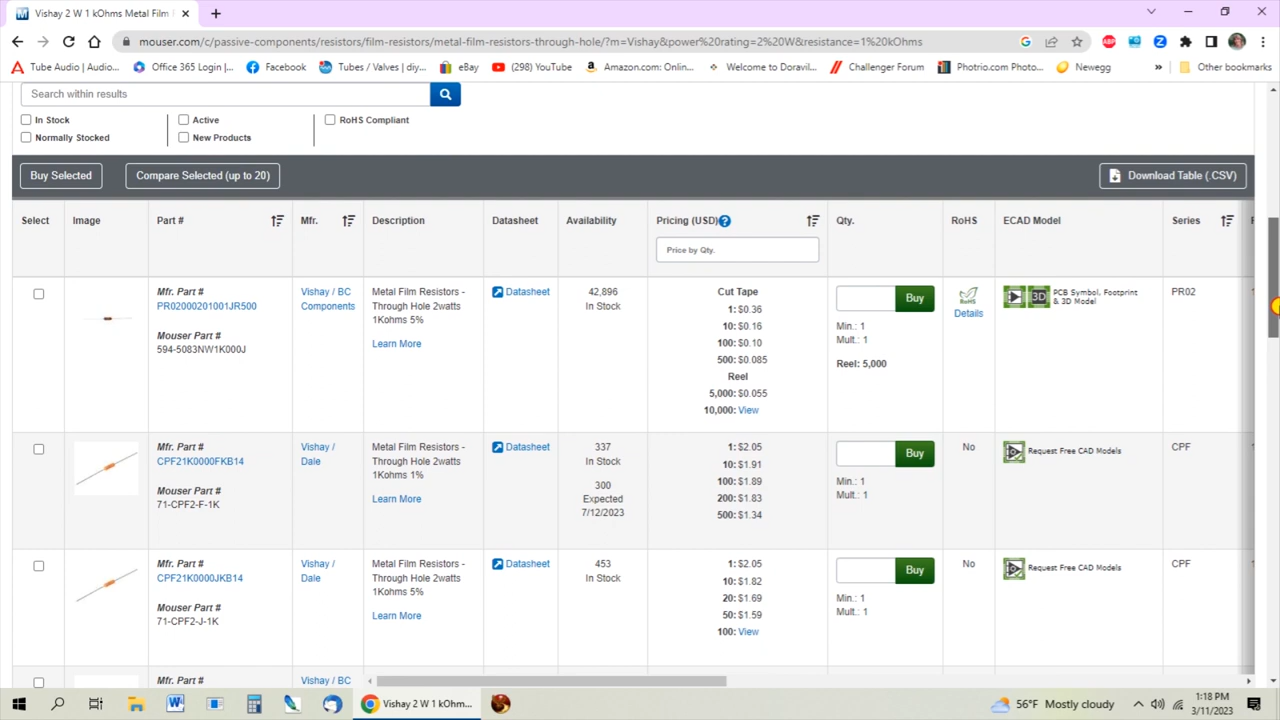 Vishay 2 W 1 kOhms Metal Film
mouser.com/c/passive-components/resistors/film-resistors/metal-film-resistors-through-hole/?m=Vishay&power%20rating=2%20W&resistance=1%20kOhms
Tube Audio | Audio... Office 365 Login |... Facebook Tubes / Valves | diy... eBay (298) YouTube Amazon.com: Onlin... Welcome to Doravil... Challenger Forum Photrio.com Photo... Newegg » Other bookmarks
Search within results
In Stock Active RoHS Compliant
Normally Stocked New Products
Buy Selected Compare Selected (up to 20) Download Table (.CSV)
Select Image Part # Mfr. Description Datasheet Availability Pricing (USD) Qty. RoHS ECAD Model Series
Price by Qty.
Mfr. Part #
PR02000201001JR500
Mouser Part #
594-5083NW1K000J
Vishay / BC
Components
Metal Film Resistors -
Through Hole 2watts
1Kohms 5%
Learn More
Datasheet
42,896
In Stock
Cut Tape
1: $0.36
10: $0.16
100: $0.10
500: $0.085
Reel
5,000: $0.055
10,000: View
Buy
Min.: 1
Mult.: 1
Reel: 5,000
RoHS
Details
3D
PCB Symbol, Footprint
& 3D Model
PR02
Mfr. Part #
CPF21K0000FKB14
Mouser Part #
71-CPF2-F-1K
Vishay /
Dale
Metal Film Resistors -
Through Hole 2watts
1Kohms 1%
Learn More
Datasheet
337
In Stock
300
Expected
7/12/2023
1: $2.05
10: $1.91
100: $1.89
200: $1.83
500: $1.34
Buy
Min.: 1
Mult.: 1
No
Request Free CAD Models
CPF
Mfr. Part #
CPF21K0000JKB14
Mouser Part #
71-CPF2-J-1K
Vishay /
Dale
Metal Film Resistors -
Through Hole 2watts
1Kohms 5%
Learn More
Datasheet
453
In Stock
1: $2.05
10: $1.82
20: $1.69
50: $1.59
100: View
Buy
Min.: 1
Mult.: 1
No
Request Free CAD Models
CPF
Vishay / BC
Vishay 2 W 1 kOhm... 56°F Mostly cloudy 1:18 PM
3/11/2023